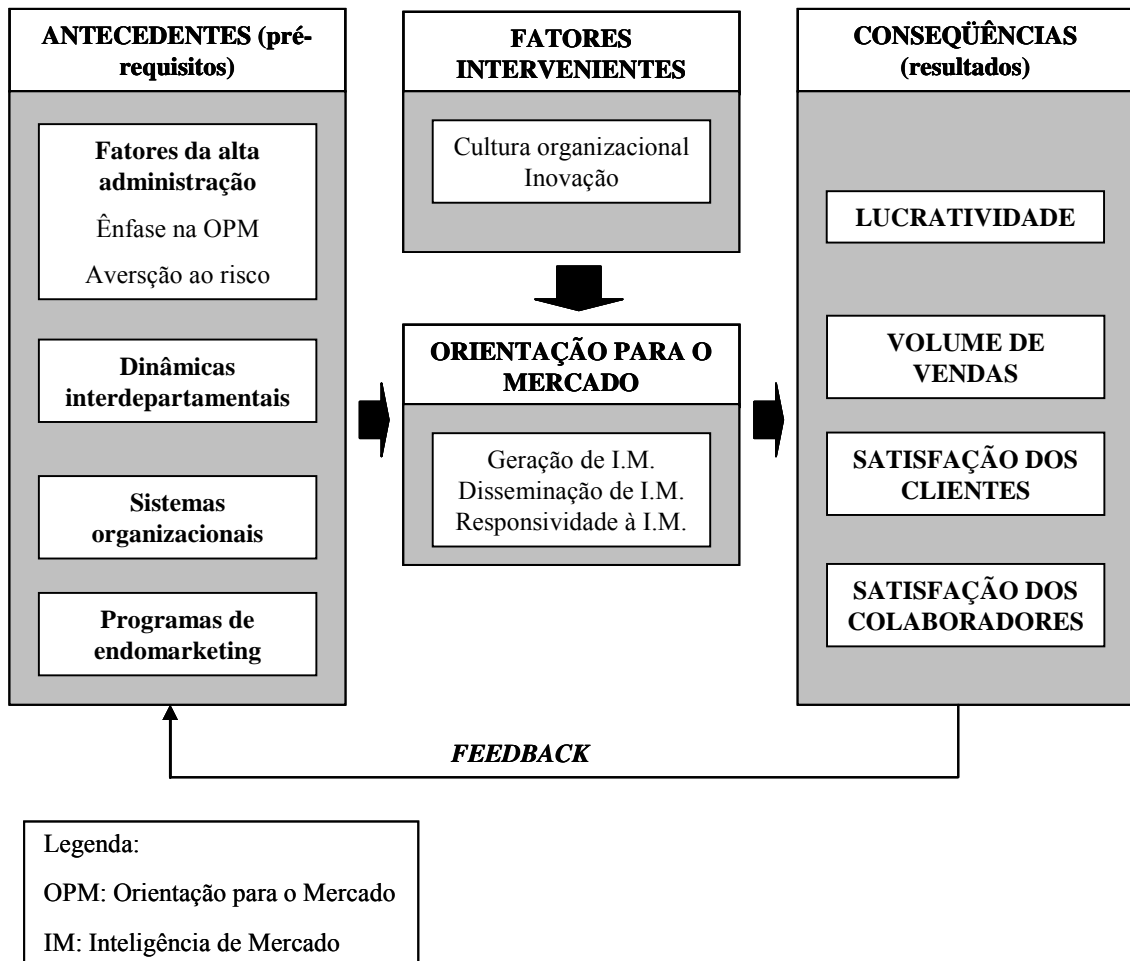 ANTECEDENTES (pré-
requisitos)
Fatores da alta
administração
Ênfase na OPM
Aversção ao risco
Dinâmicas
interdepartamentais
Sistemas
organizacionais
Programas de
endomarketing
FATORES
INTERVENIENTES
Cultura organizacional
Inovação
ORIENTAÇÃO PARA O
MERCADO
Geração de I.M.
Disseminação de I.M.
Responsividade à I.M.
CONSEQÜÊNCIAS
(resultados)
LUCRATIVIDADE
VOLUME DE
VENDAS
SATISFAÇÃO DOS
CLIENTES
SATISFAÇÃO DOS
COLABORADORES
FEEDBACK
Legenda:
OPM: Orientação para o Mercado
IM: Inteligência de Mercado